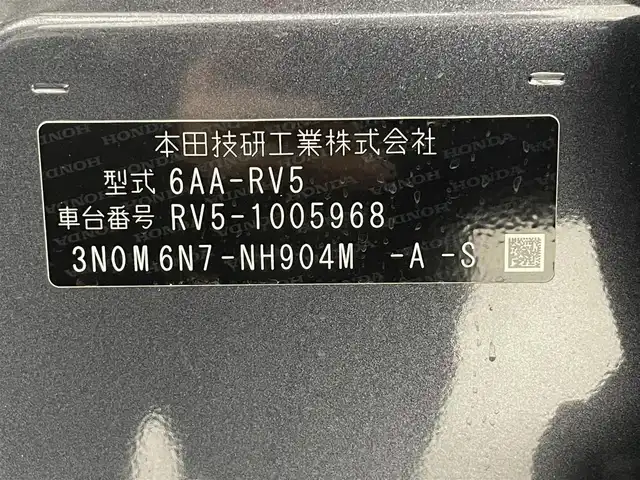 本田技研工業株式会社
型式 6AA-RV5
車台番号 RV5-1005968
3N0M6N7-NH904M -A-S